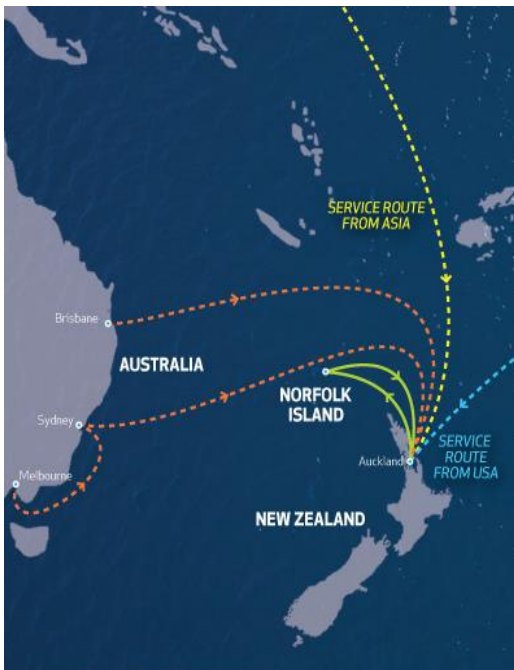 SERVICE ROUTE
FROM ASIA
Brisbane
AUSTRALIA
NORFOLK
ISLAND
Sydney
Auckland
SERVICE
ROUTE
FROM USA
Melbourne
NEW ZEALAND